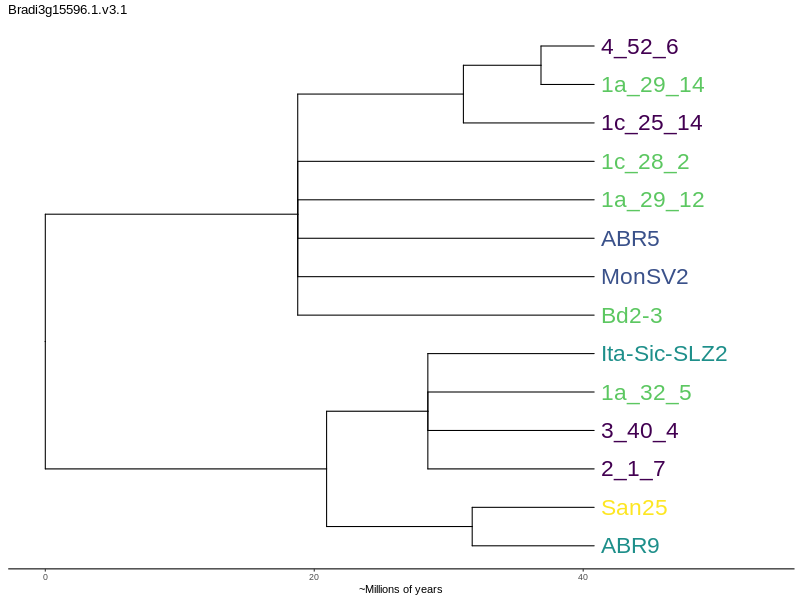 Bradi3g15596.1.v3.1
4_52_6
1a_29_14
1c_25_14
1c_28_2
1a_29_12
ABR5
MonSV2
Bd2-3
Ita-Sic-SLZ2
1a_32_5
3_40_4
2_1_7
San25
ABR9
0 20 40
~Millions of years